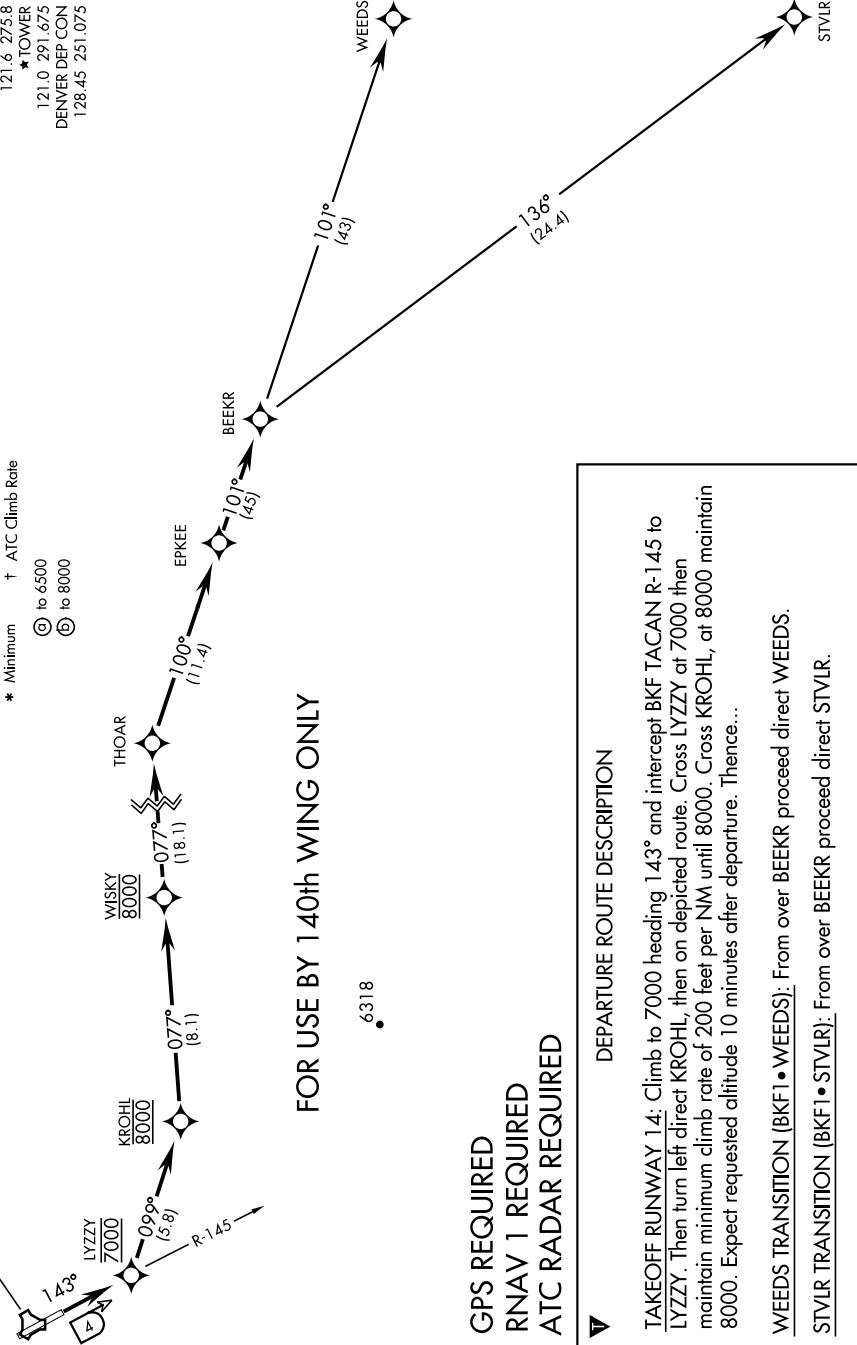 121.6 275.8
★ TOWER
121.0 291.675
DENVER DEP CON
128.45 251.075
* Minimum † ATC Climb Rate
ⓐ to 6500
ⓑ to 8000
143°
4
LYZZY
7000
R-145
099°
(5.8)
KROHL
8000
077°
(8.1)
WISKY
8000
077°
(18.1)
THOAR
100°
(11.4)
EPKEE
101°
(45)
BEEKR
101°
(43)
WEEDS
136°
(24.4)
STVLR
FOR USE BY 140th WING ONLY
6318
GPS REQUIRED
RNAV 1 REQUIRED
ATC RADAR REQUIRED
T
DEPARTURE ROUTE DESCRIPTION
TAKEOFF RUNWAY 14: Climb to 7000 heading 143° and intercept BKF TACAN R-145 to
LYZZY. Then turn left direct KROHL, then on depicted route. Cross LYZZY at 7000 then
maintain minimum climb rate of 200 feet per NM until 8000. Cross KROHL, at 8000 maintain
8000. Expect requested altitude 10 minutes after departure. Thence...
WEEDS TRANSITION (BKF1•WEEDS): From over BEEKR proceed direct WEEDS.
STVLR TRANSITION (BKF1•STVLR): From over BEEKR proceed direct STVLR.